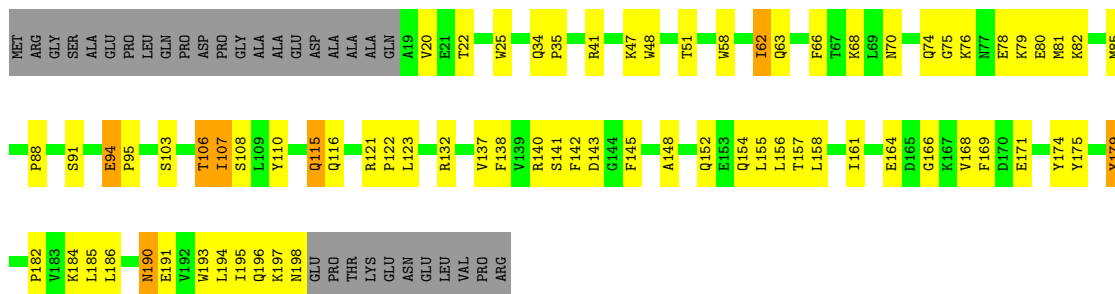 MET ARG GLY SER ALA GLU PRO LEU GLN PRO ASP PRO GLY ALA ALA GLU ASP ALA ALA ALA GLN A19 V20 E21 T22 W25 Q34 P35 R41 K47 W48 T51 W58 I62 Q63 F66 T67 K68 L69 N70 Q74 G75 K76 N77 E78 K79 E80 M81 K82 M85
P88 S91 E94 P95 S103 T106 I107 S108 L109 Y110 Q115 Q116 R121 P122 L123 R132 V137 F138 V139 R140 S141 F142 D143 G144 F145 A148 Q152 E153 Q154 L155 L156 T157 L158 I161 E164 D165 G166 K167 V168 F169 D170 E171 Y174 Y175
P182 V183 K184 L185 L186 N190 E191 V192 W193 L194 I195 Q196 K197 N198 GLU PRO THR LYS GLU ASN GLU LEU VAL PRO ARG